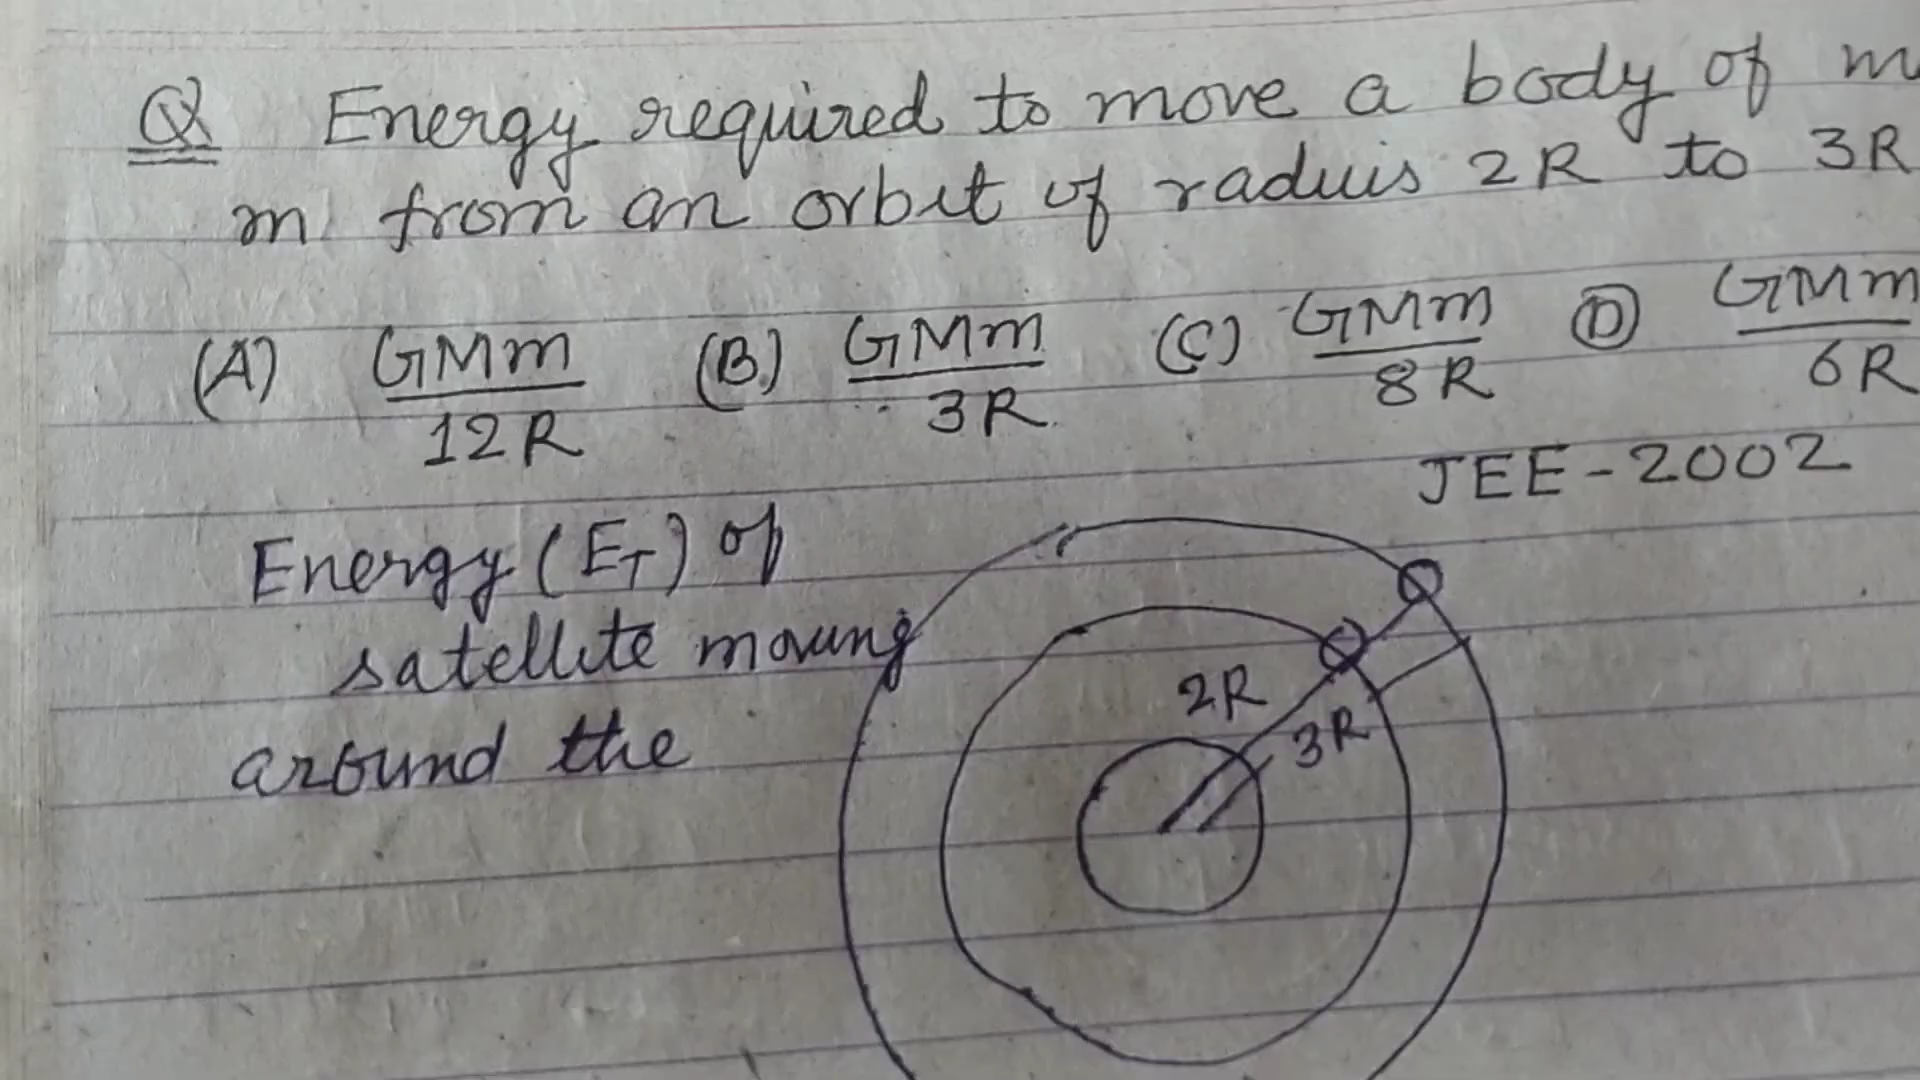 Q Energy required to move a body of m
m from an orbit of raduis 2R to 3R
(A) GMm/12R (B) GMm/3R (C) GMm/8R (D) GMm/6R
JEE-2002
Energy (ET) of
satellite moving
around the
2R
3R